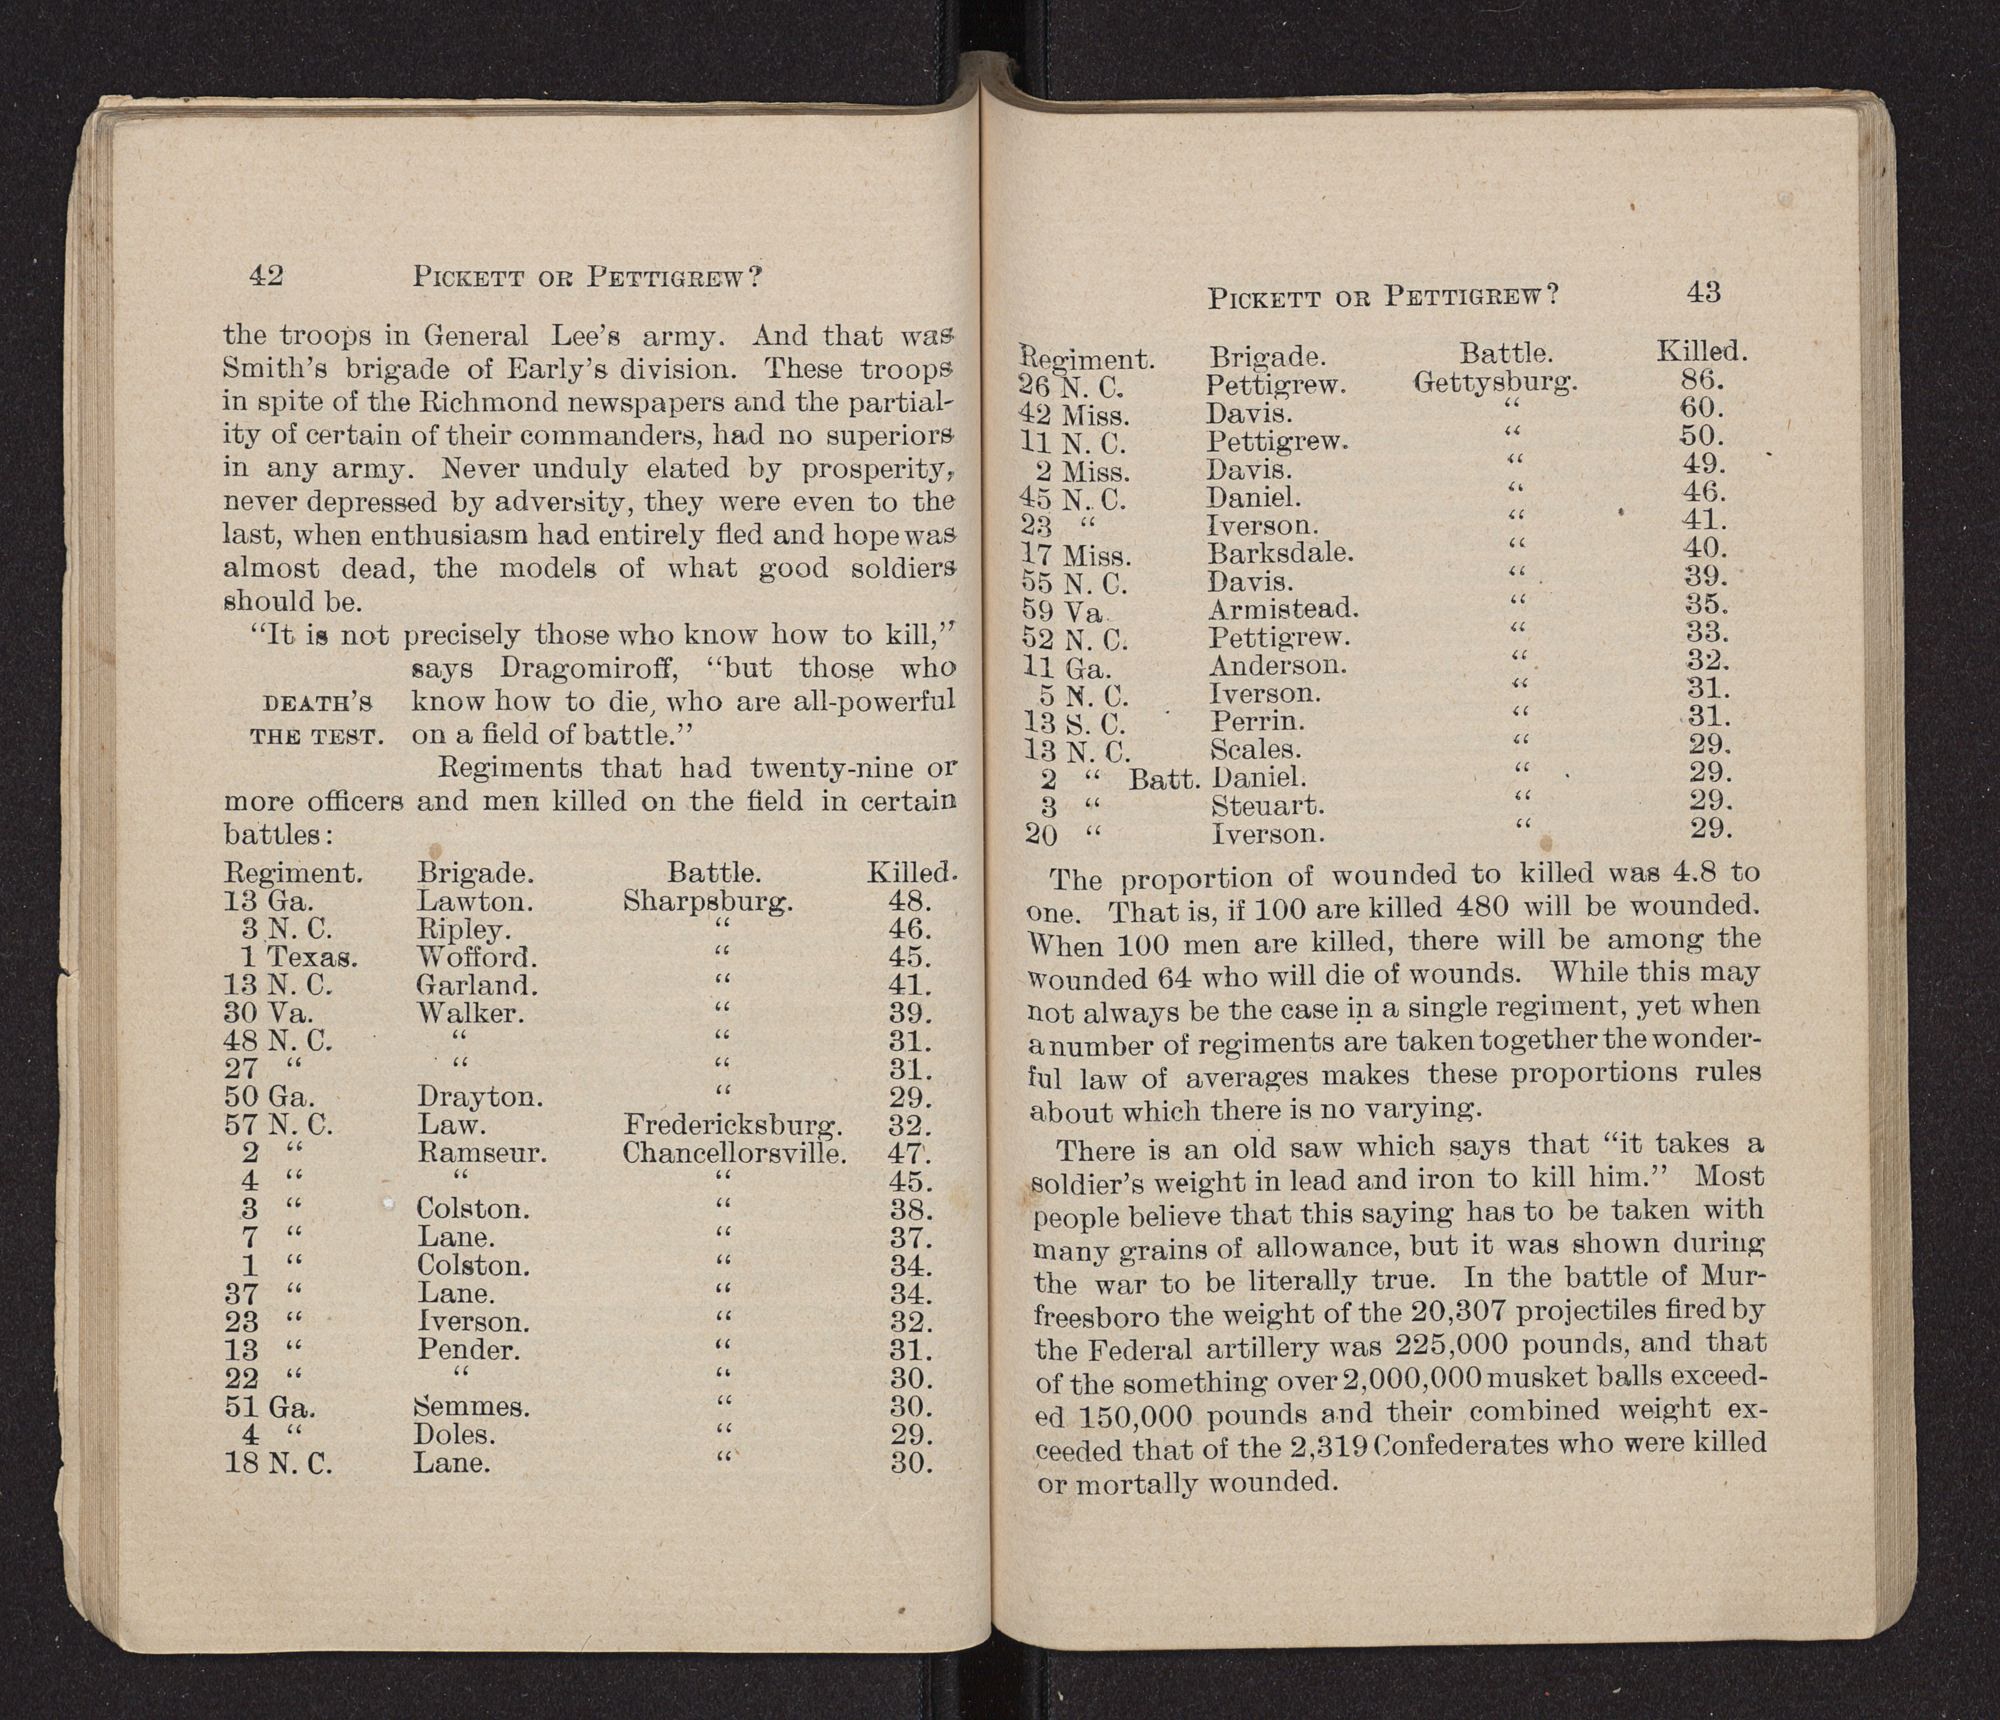 42 PICKETT OR PETTIGREW?
the troops in General Lee's army. And that was
Smith's brigade of Early's division. These troops
in spite of the Richmond newspapers and the partial-
ity of certain of their commanders, had no superiors
in any army. Never unduly elated by prosperity,
never depressed by adversity, they were even to the
last, when enthusiasm had entirely fled and hope was
almost dead, the models of what good soldiers
should be.
"It is not precisely those who know how to kill,"
says Dragomiroff, "but those who
DEATH'S know how to die, who are all-powerful
THE TEST. on a field of battle."
Regiments that had twenty-nine or
more officers and men killed on the field in certain
battles:
Regiment. Brigade. Battle. Killed.
13 Ga. Lawton. Sharpsburg. 48.
3 N. C. Ripley. " 46.
1 Texas. Wofford. " 45.
13 N. C. Garland. " 41.
30 Va. Walker. " 39.
48 N. C. " " 31.
27 " " " 31.
50 Ga. Drayton. " 29.
57 N. C. Law. Fredericksburg. 32.
2 " Ramseur. Chancellorsville. 47.
4 " " " 45.
3 " Colston. " 38.
7 " Lane. " 37.
1 " Colston. " 34.
37 " Lane. " 34.
23 " Iverson. " 32.
13 " Pender. " 31.
22 " " " 30.
51 Ga. Semmes. " 30.
4 " Doles. " 29.
18 N. C. Lane. " 30.
PICKETT OR PETTIGREW? 43
Regiment. Brigade. Battle. Killed.
26 N. C. Pettigrew. Gettysburg. 86.
42 Miss. Davis. " 60.
11 N. C. Pettigrew. " 50.
2 Miss. Davis. " 49.
45 N. C. Daniel. " 46.
23 " Iverson. " 41.
17 Miss. Barksdale. " 40.
55 N. C. Davis. " 39.
59 Va. Armistead. " 35.
52 N. C. Pettigrew. " 33.
11 Ga. Anderson. " 32.
5 N. C. Iverson. " 31.
13 S. C. Perrin. " 31.
13 N. C. Scales. " 29.
2 " Batt. Daniel. " 29.
3 " Steuart. " 29.
20 " Iverson. " 29.
The proportion of wounded to killed was 4.8 to
one. That is, if 100 are killed 480 will be wounded.
When 100 men are killed, there will be among the
wounded 64 who will die of wounds. While this may
not always be the case in a single regiment, yet when
a number of regiments are taken together the wonder-
ful law of averages makes these proportions rules
about which there is no varying.
There is an old saw which says that "it takes a
soldier's weight in lead and iron to kill him." Most
people believe that this saying has to be taken with
many grains of allowance, but it was shown during
the war to be literally true. In the battle of Mur-
freesboro the weight of the 20,307 projectiles fired by
the Federal artillery was 225,000 pounds, and that
of the something over 2,000,000 musket balls exceed-
ed 150,000 pounds and their combined weight ex-
ceeded that of the 2,319 Confederates who were killed
or mortally wounded.